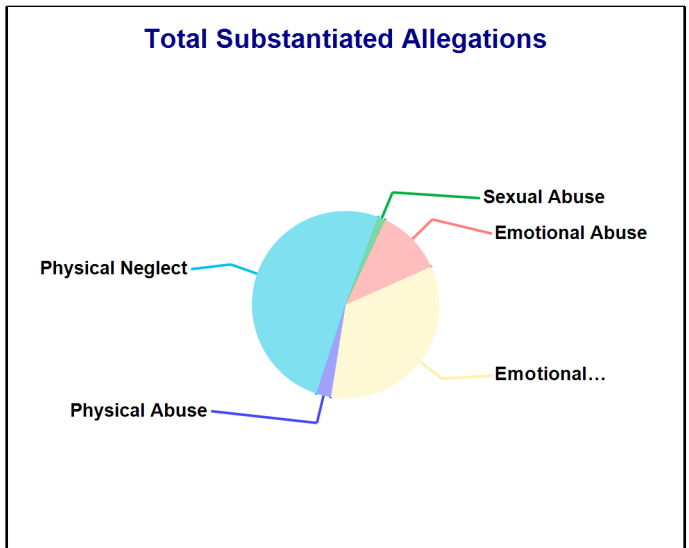 Total Substantiated Allegations
Sexual Abuse
Emotional Abuse
Physical Neglect
Emotional…
Physical Abuse